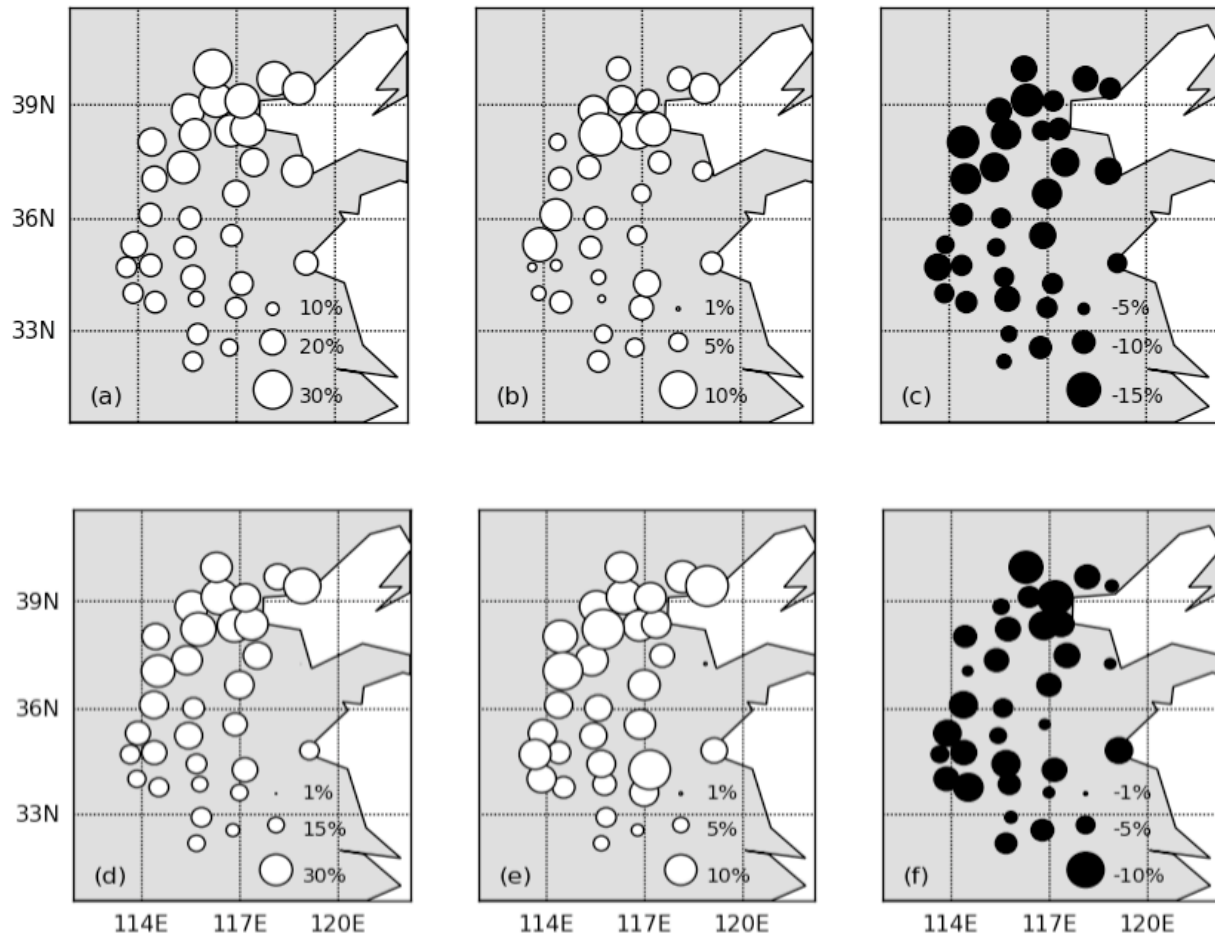 39N
36N
33N
10%
20%
30%
(a)
1%
5%
10%
(b)
-5%
-10%
-15%
(c)
39N
36N
33N
1%
15%
30%
(d)
114E 117E 120E
1%
5%
10%
(e)
114E 117E 120E
-1%
-5%
-10%
(f)
114E 117E 120E